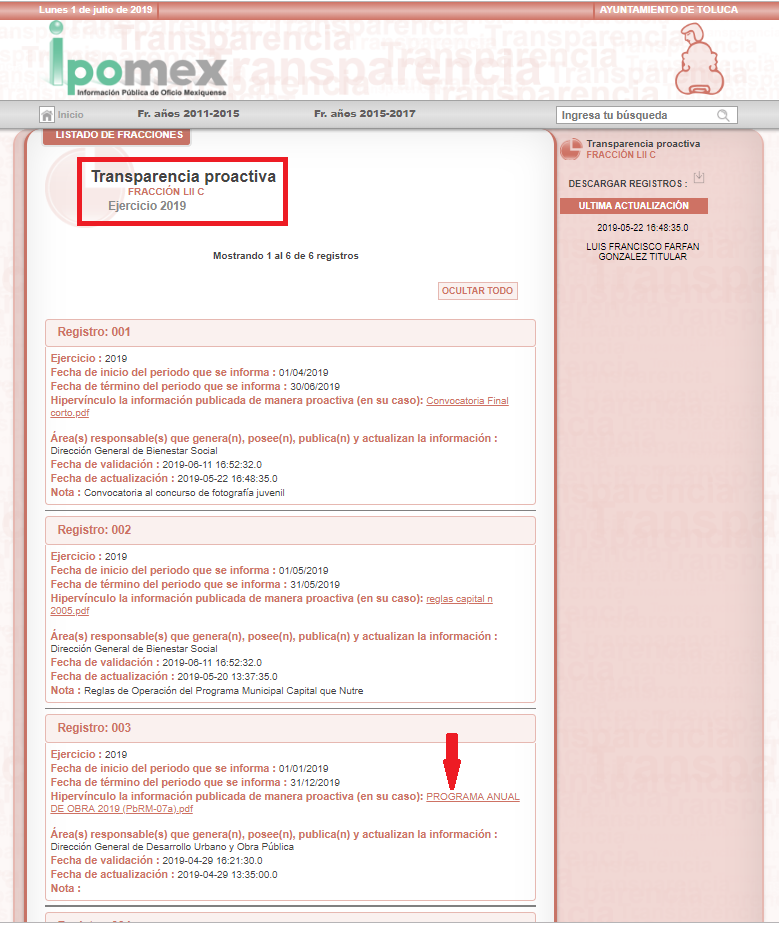 Lunes 1 de julio de 2019
AYUNTAMIENTO DE TOLUCA
ipomex
Información Pública de Oficio Mexiquense
Inicio
Fr. años 2011-2015
Fr. años 2015-2017
Ingresa tu búsqueda
LISTADO DE FRACCIONES
Transparencia proactiva
FRACCIÓN LII C
Ejercicio 2019
Mostrando 1 al 6 de 6 registros
OCULTAR TODO
Registro: 001
Ejercicio : 2019
Fecha de inicio del periodo que se informa : 01/04/2019
Fecha de término del periodo que se informa : 30/06/2019
Hipervínculo la información publicada de manera proactiva (en su caso): Convocatoria Final
corto.pdf
Área(s) responsable(s) que genera(n), posee(n), publica(n) y actualizan la información :
Dirección General de Bienestar Social
Fecha de validación : 2019-06-11 16:52:32.0
Fecha de actualización : 2019-05-22 16:48:35.0
Nota : Convocatoria al concurso de fotografía juvenil
Registro: 002
Ejercicio : 2019
Fecha de inicio del periodo que se informa : 01/05/2019
Fecha de término del periodo que se informa : 31/05/2019
Hipervínculo la información publicada de manera proactiva (en su caso): reglas capital n
2005.pdf
Área(s) responsable(s) que genera(n), posee(n), publica(n) y actualizan la información :
Dirección General de Bienestar Social
Fecha de validación : 2019-06-11 16:52:32.0
Fecha de actualización : 2019-05-20 13:37:35.0
Nota : Reglas de Operación del Programa Municipal Capital que Nutre
Registro: 003
Ejercicio : 2019
Fecha de inicio del periodo que se informa : 01/01/2019
Fecha de término del periodo que se informa : 31/12/2019
Hipervínculo la información publicada de manera proactiva (en su caso): PROGRAMA ANUAL
DE OBRA 2019 (PbRM-07a).pdf
Área(s) responsable(s) que genera(n), posee(n), publica(n) y actualizan la información :
Dirección General de Desarrollo Urbano y Obra Pública
Fecha de validación : 2019-04-29 16:21:30.0
Fecha de actualización : 2019-04-29 13:35:00.0
Nota :
Transparencia proactiva
FRACCIÓN LII C
DESCARGAR REGISTROS :
ULTIMA ACTUALIZACIÓN
2019-05-22 16:48:35.0
LUIS FRANCISCO FARFAN
GONZALEZ TITULAR